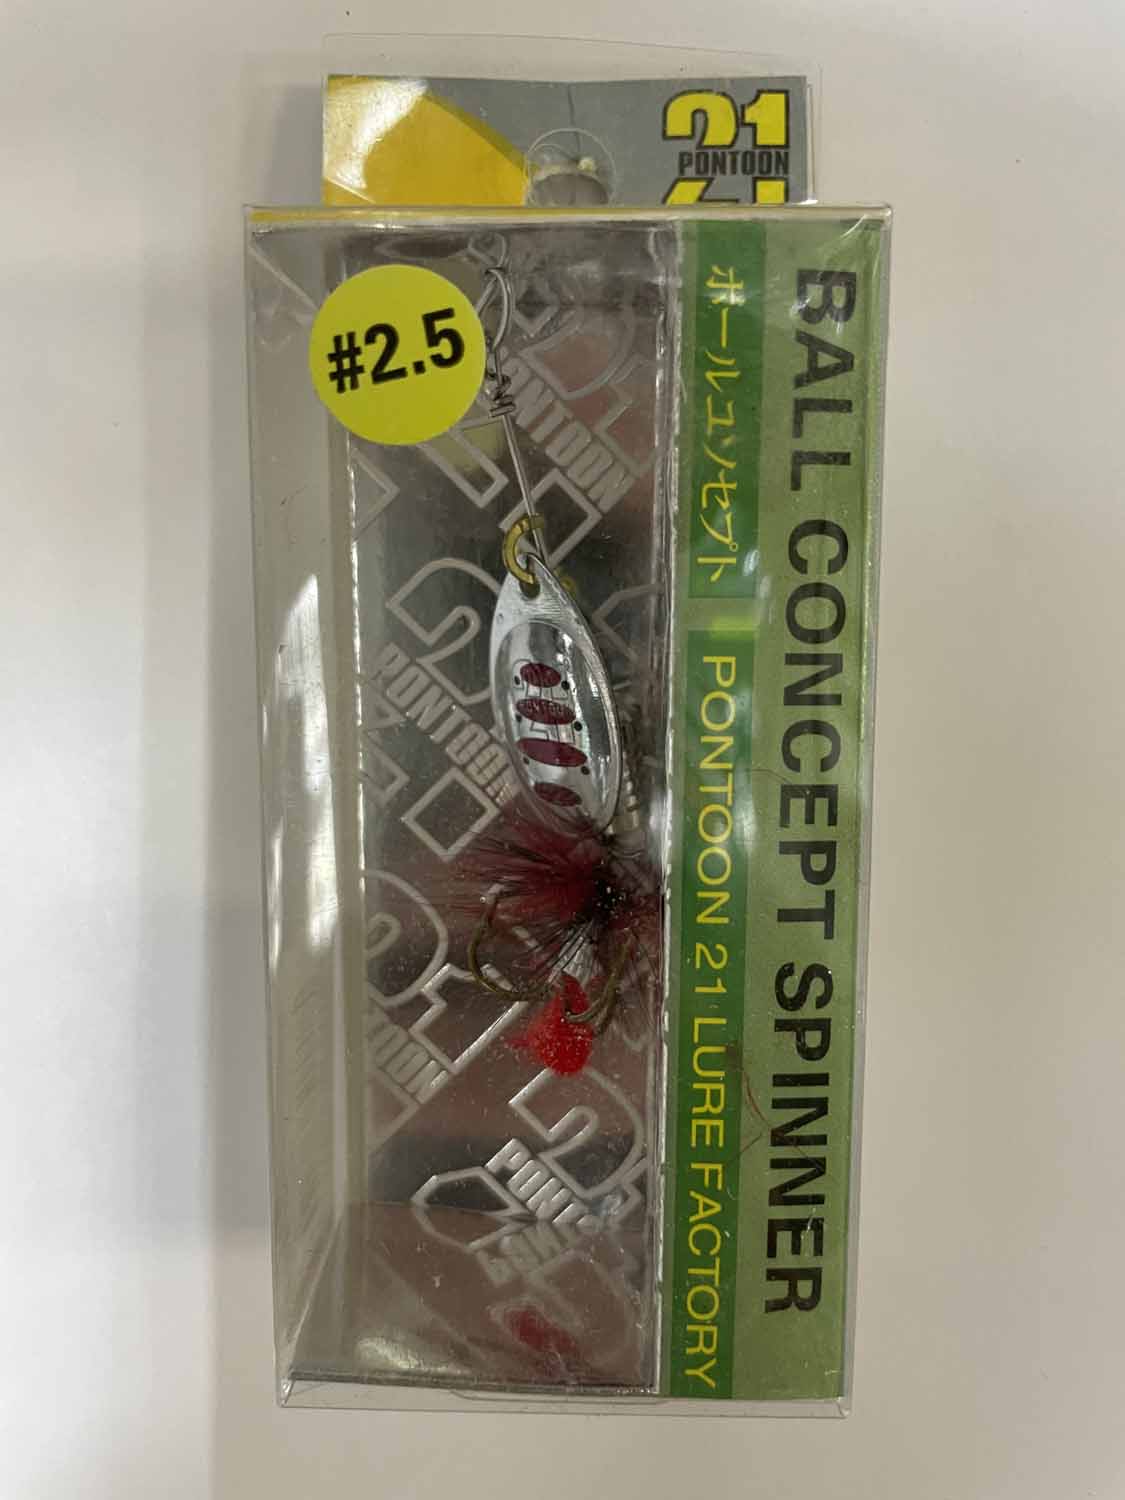 21
PONTOON
21
#2.5
BALL CONCEPT SPINNER
ボールコンセプト
PONTOON 21 LURE FACTORY
PONTOON
PONTOON
PONTOON